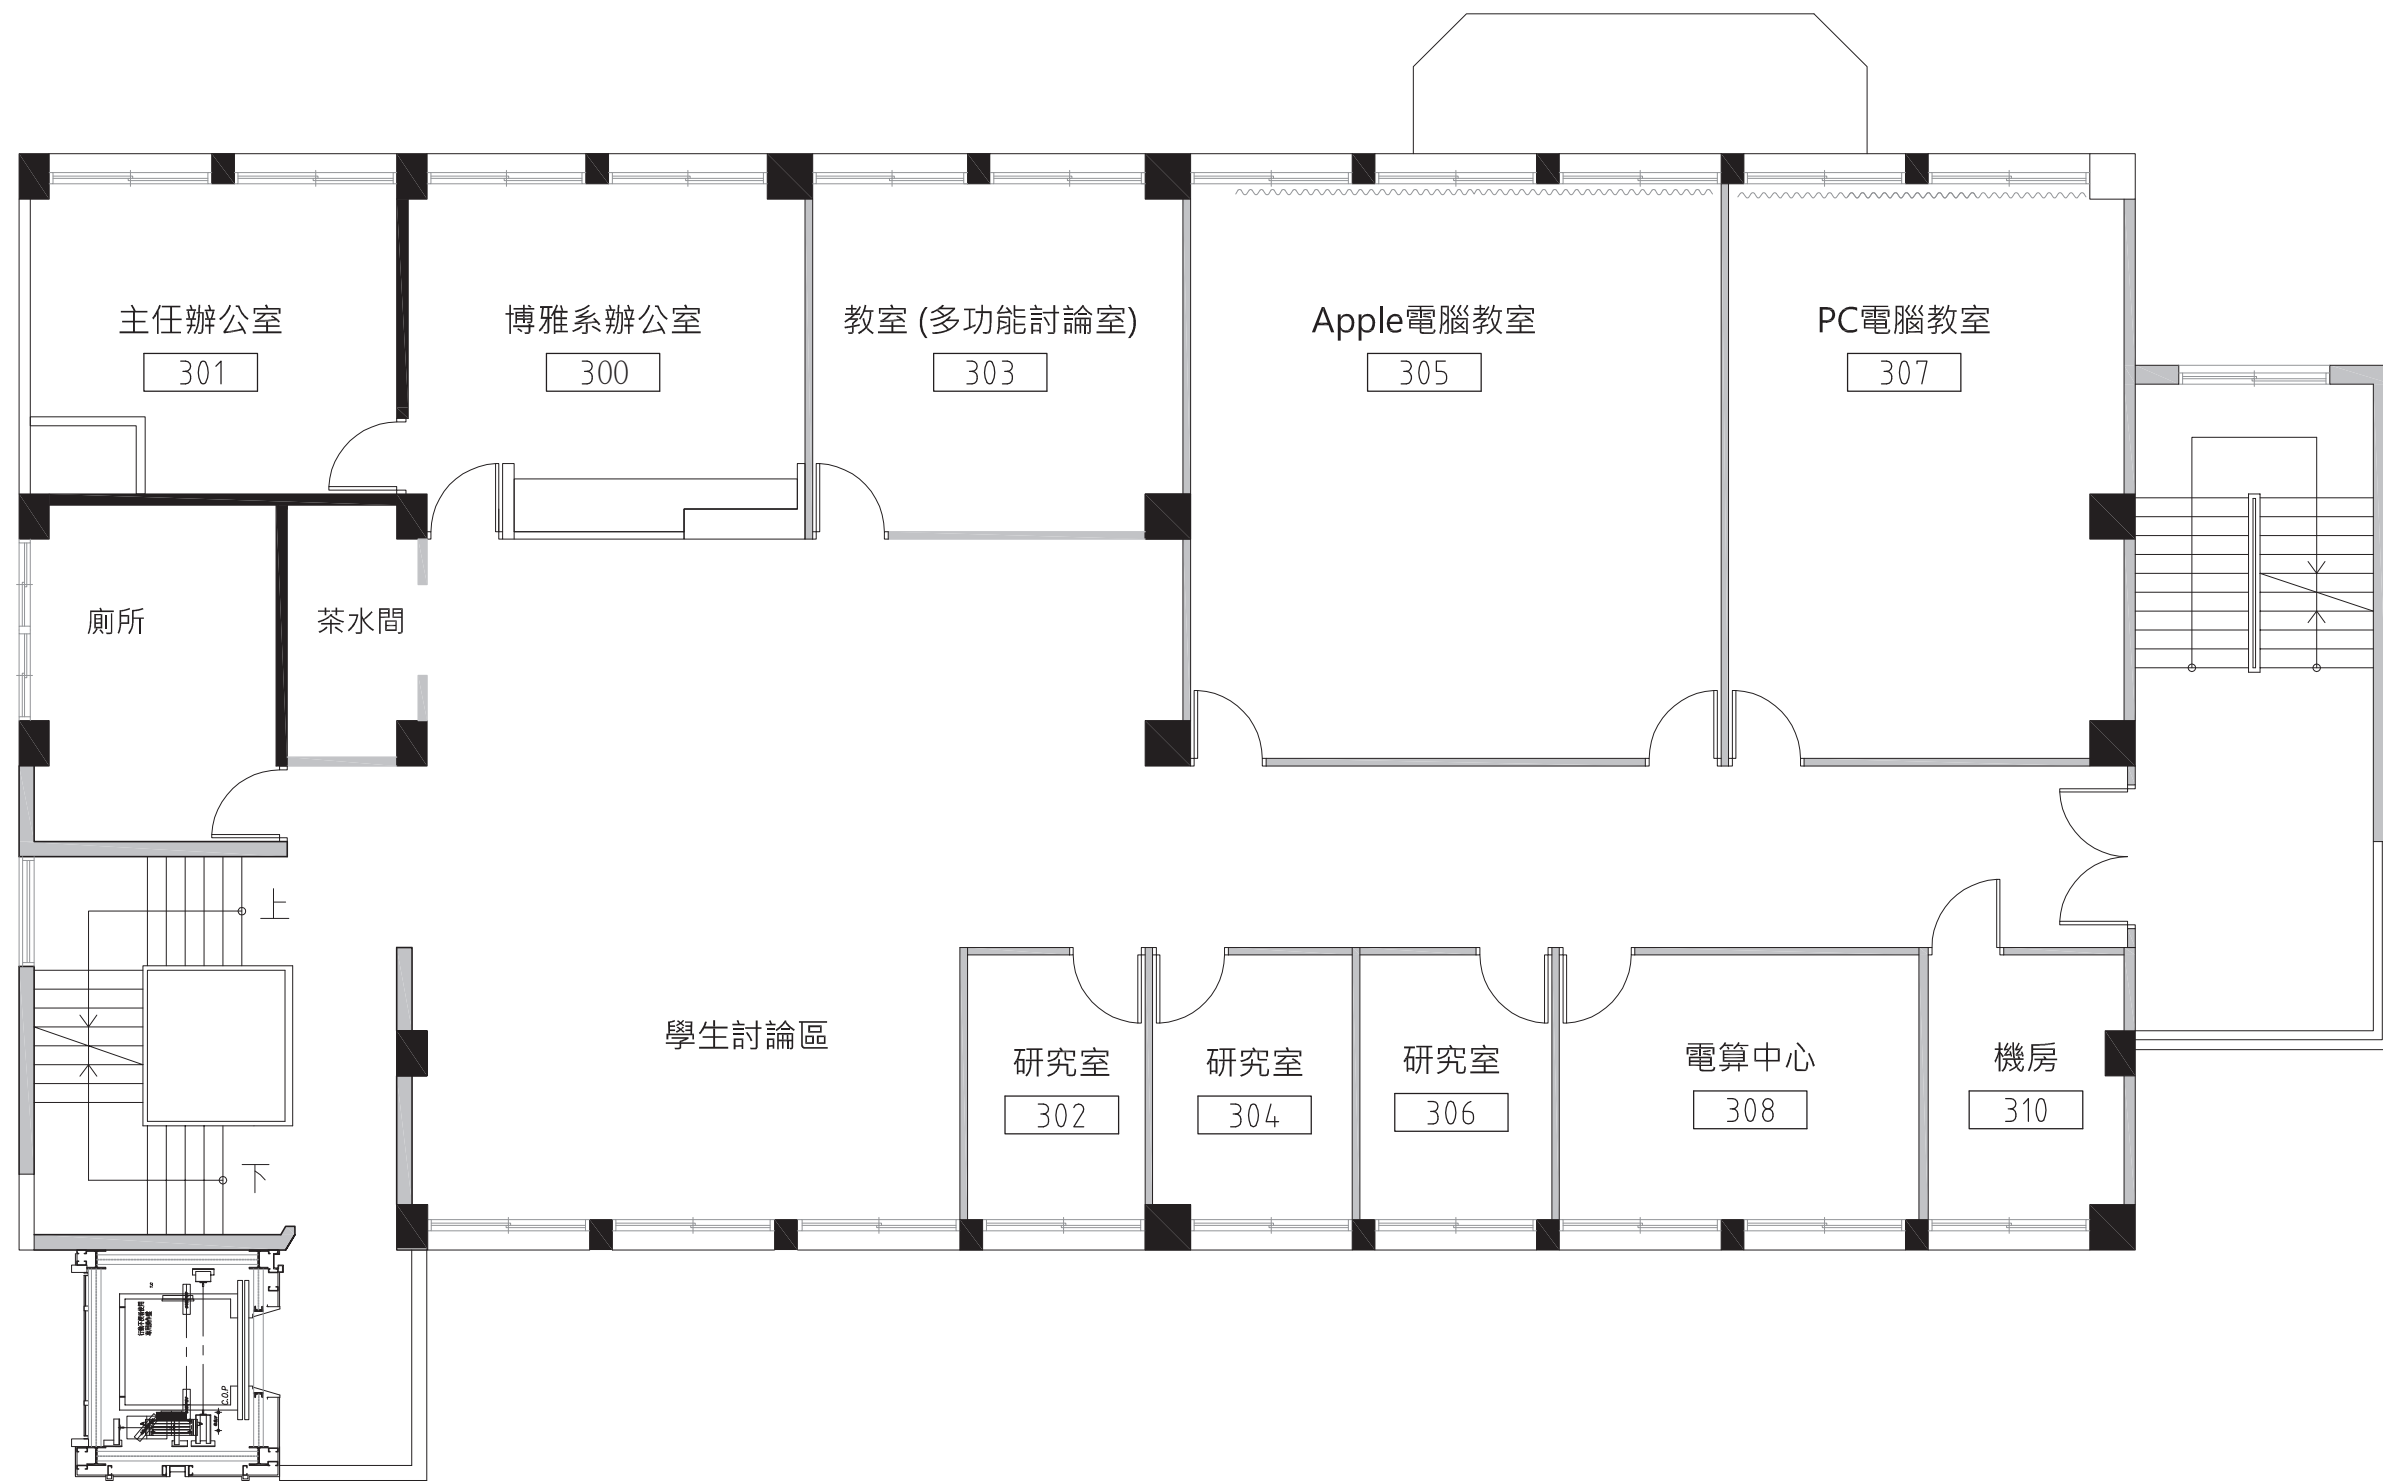 主任辦公室
301
博雅系辦公室
300
教室 (多功能討論室)
303
Apple電腦教室
305
PC電腦教室
307
廁所
茶水間
上
下
學生討論區
研究室
302
研究室
304
研究室
306
電算中心
308
機房
310
C.O.P